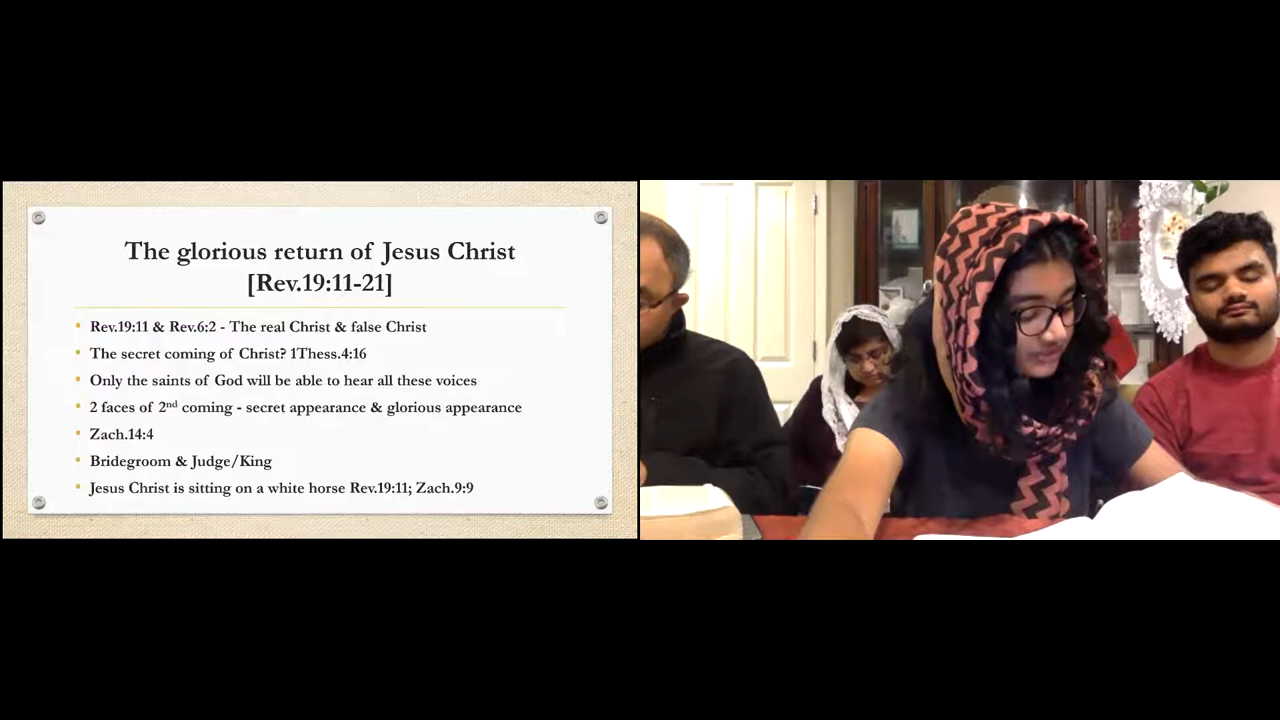 The glorious return of Jesus Christ
[Rev.19:11-21]
• Rev.19:11 & Rev.6:2 - The real Christ & false Christ
• The secret coming of Christ? 1Thess.4:16
• Only the saints of God will be able to hear all these voices
• 2 faces of 2nd coming - secret appearance & glorious appearance
• Zach.14:4
• Bridegroom & Judge/King
• Jesus Christ is sitting on a white horse Rev.19:11; Zach.9:9